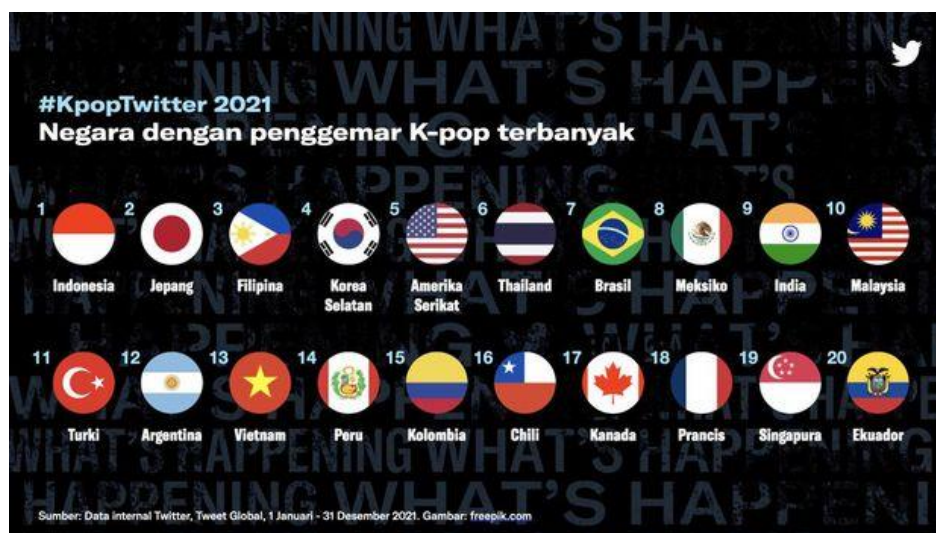 #KpopTwitter 2021
Negara dengan penggemar K-pop terbanyak
1 2 3 4 5 6 7 8 9 10
Indonesia Jepang Filipina Korea Selatan Amerika Serikat Thailand Brasil Meksiko India Malaysia
11 12 13 14 15 16 17 18 19 20
Turki Argentina Vietnam Peru Kolombia Chili Kanada Prancis Singapura Ekuador
Sumber: Data internal Twitter, Tweet Global, 1 Januari - 31 Desember 2021. Gambar: freepik.com